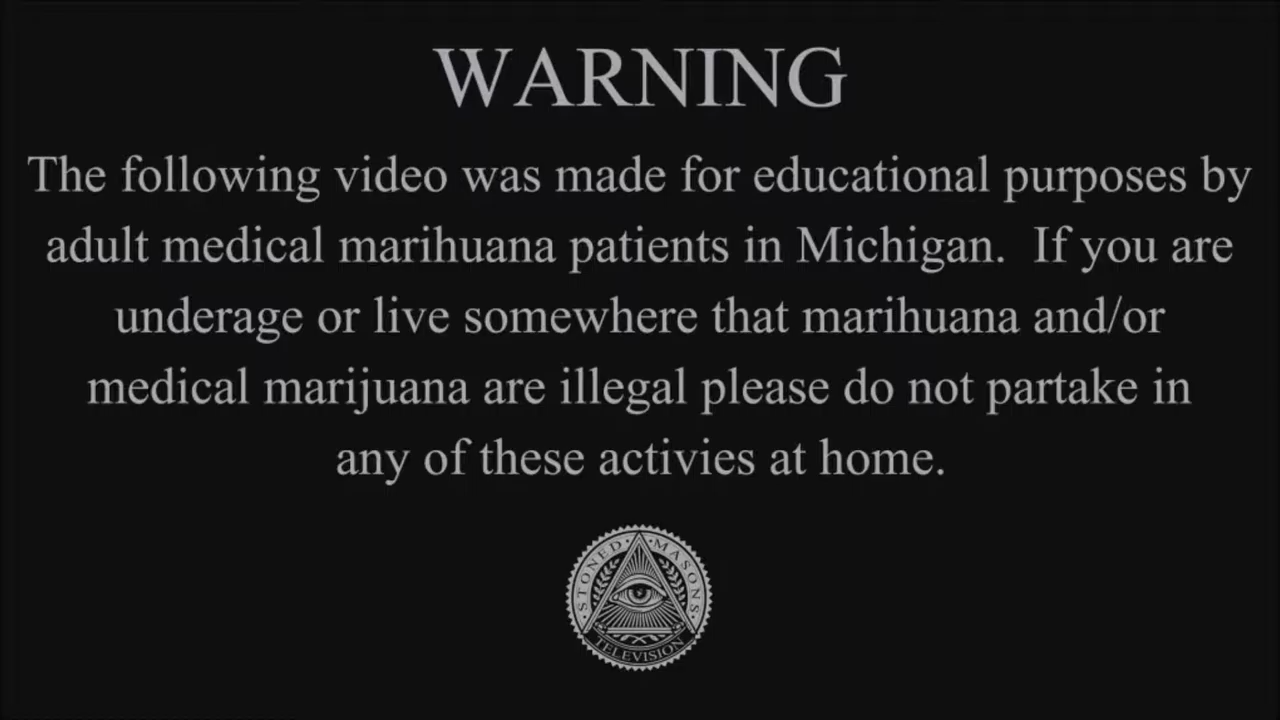 WARNING
The following video was made for educational purposes by
adult medical marihuana patients in Michigan.  If you are
underage or live somewhere that marihuana and/or
medical marijuana are illegal please do not partake in
any of these activies at home.
STONED · MASONS
TELEVISION